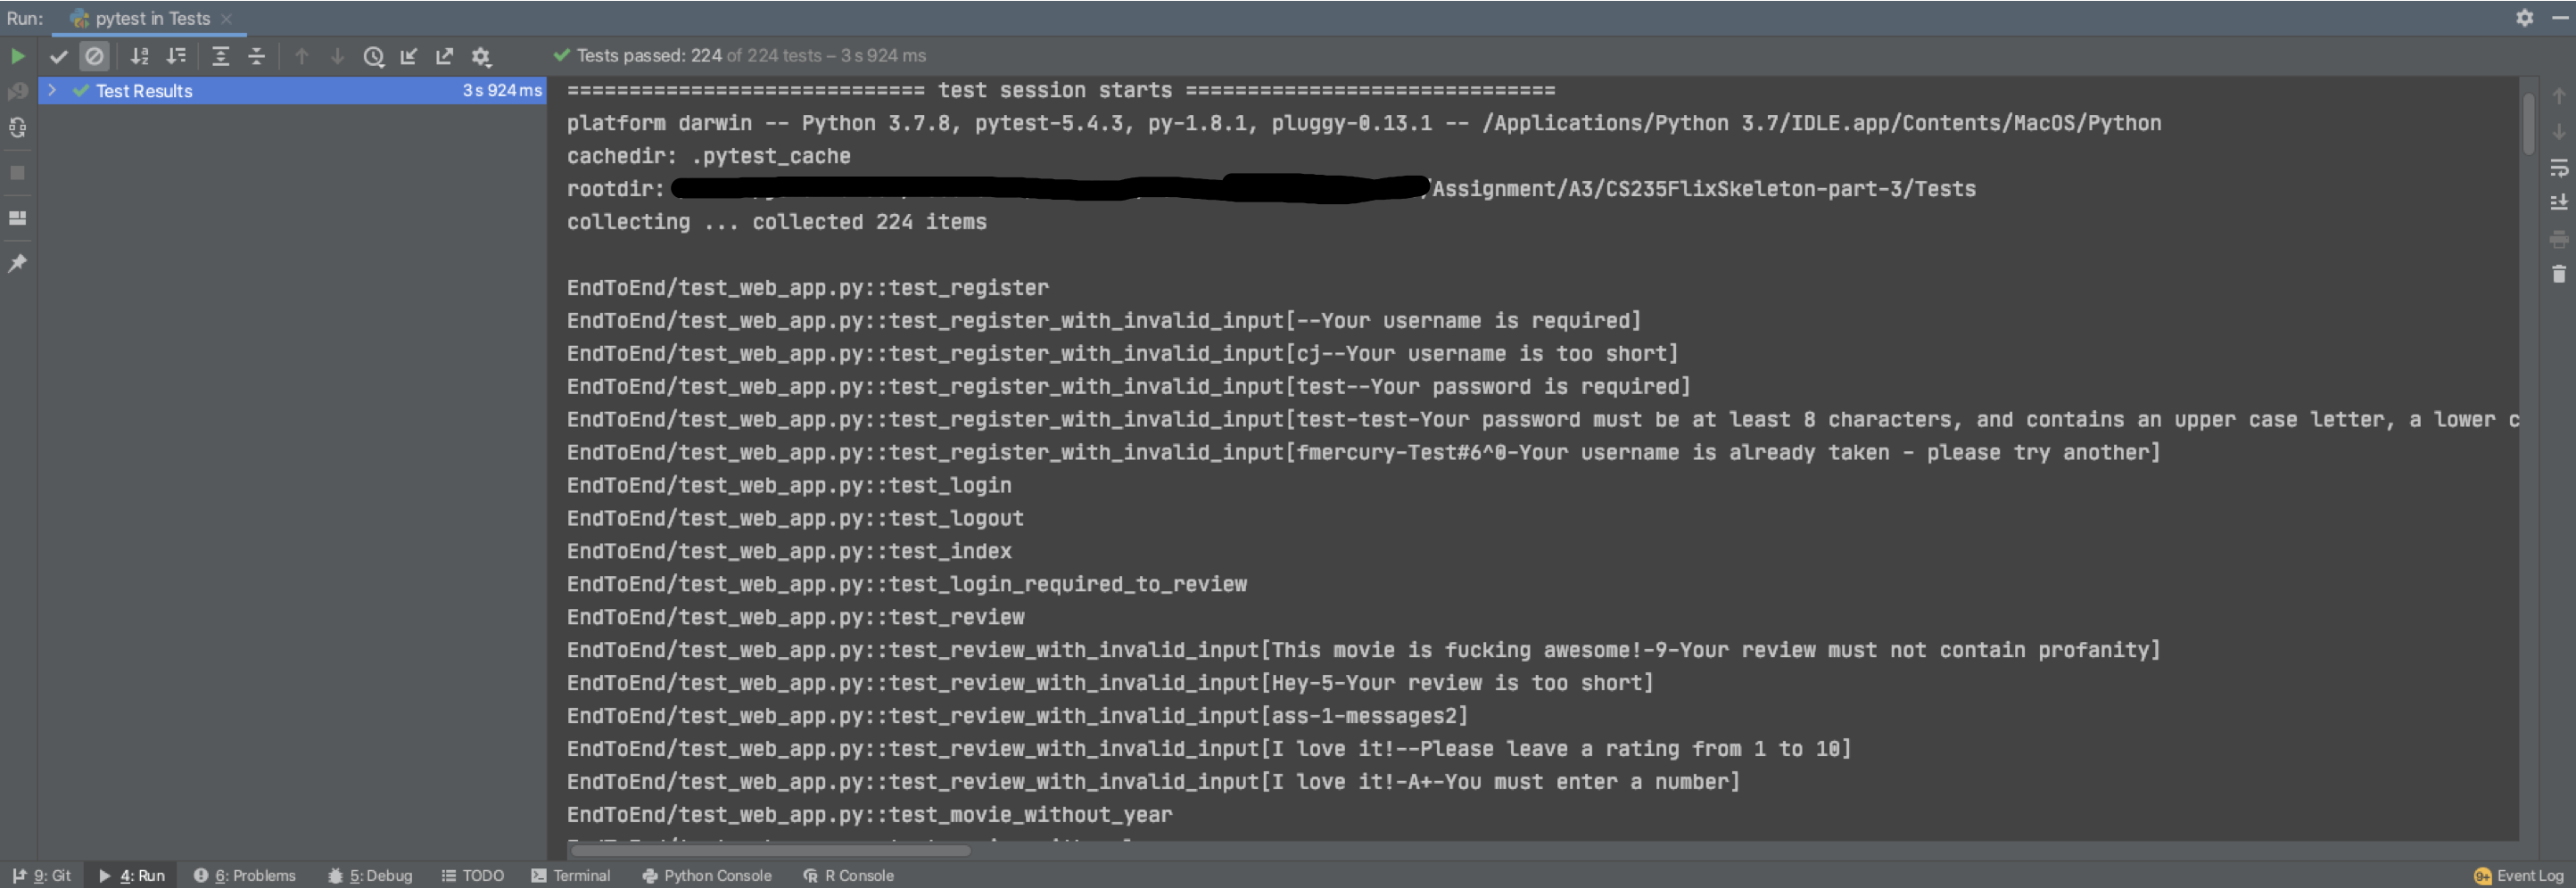 Run: pytest in Tests
Tests passed: 224 of 224 tests – 3 s 924 ms
Test Results 3 s 924 ms
============================= test session starts ==============================
platform darwin -- Python 3.7.8, pytest-5.4.3, py-1.8.1, pluggy-0.13.1 -- /Applications/Python 3.7/IDLE.app/Contents/MacOS/Python
cachedir: .pytest_cache
rootdir: /Assignment/A3/CS235FlixSkeleton-part-3/Tests
collecting ... collected 224 items
EndToEnd/test_web_app.py::test_register
EndToEnd/test_web_app.py::test_register_with_invalid_input[--Your username is required]
EndToEnd/test_web_app.py::test_register_with_invalid_input[cj--Your username is too short]
EndToEnd/test_web_app.py::test_register_with_invalid_input[test--Your password is required]
EndToEnd/test_web_app.py::test_register_with_invalid_input[test-test-Your password must be at least 8 characters, and contains an upper case letter, a lower c
EndToEnd/test_web_app.py::test_register_with_invalid_input[fmercury-Test#6^0-Your username is already taken - please try another]
EndToEnd/test_web_app.py::test_login
EndToEnd/test_web_app.py::test_logout
EndToEnd/test_web_app.py::test_index
EndToEnd/test_web_app.py::test_login_required_to_review
EndToEnd/test_web_app.py::test_review
EndToEnd/test_web_app.py::test_review_with_invalid_input[This movie is fucking awesome!-9-Your review must not contain profanity]
EndToEnd/test_web_app.py::test_review_with_invalid_input[Hey-5-Your review is too short]
EndToEnd/test_web_app.py::test_review_with_invalid_input[ass-1-messages2]
EndToEnd/test_web_app.py::test_review_with_invalid_input[I love it!--Please leave a rating from 1 to 10]
EndToEnd/test_web_app.py::test_review_with_invalid_input[I love it!-A+-You must enter a number]
EndToEnd/test_web_app.py::test_movie_without_year
9: Git 4: Run 6: Problems 5: Debug TODO Terminal Python Console R Console 9+ Event Log